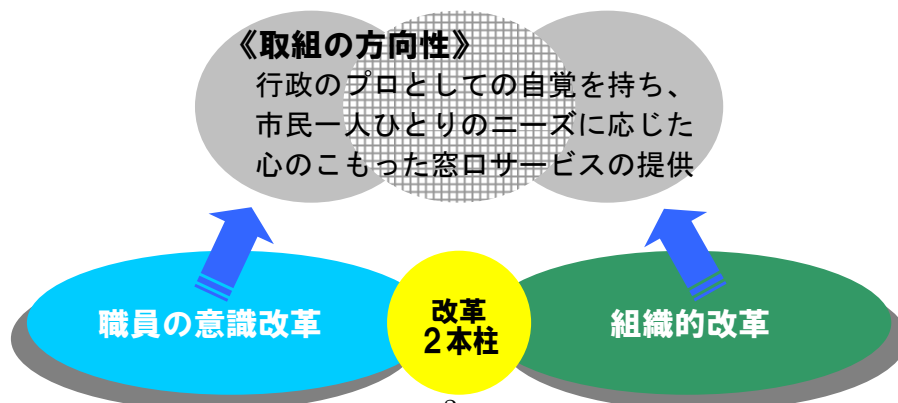 《取組の方向性》
行政のプロとしての自覚を持ち、
市民一人ひとりのニーズに応じた
心のこもった窓口サービスの提供
職員の意識改革
改革
２本柱
組織的改革